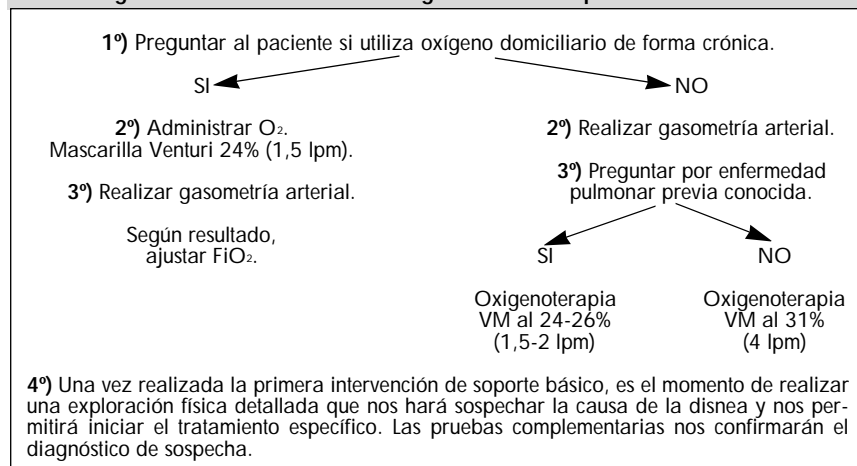 1º) Preguntar al paciente si utiliza oxígeno domiciliario de forma crónica.
SI
NO
2º) Administrar O₂.
Mascarilla Venturi 24% (1,5 lpm).
3º) Realizar gasometría arterial.
Según resultado,
ajustar FiO₂.
2º) Realizar gasometría arterial.
3º) Preguntar por enfermedad
pulmonar previa conocida.
SI
NO
Oxigenoterapia
VM al 24-26%
(1,5-2 lpm)
Oxigenoterapia
VM al 31%
(4 lpm)
4º) Una vez realizada la primera intervención de soporte básico, es el momento de realizar
una exploración física detallada que nos hará sospechar la causa de la disnea y nos per-
mitirá iniciar el tratamiento específico. Las pruebas complementarias nos confirmarán el
diagnóstico de sospecha.